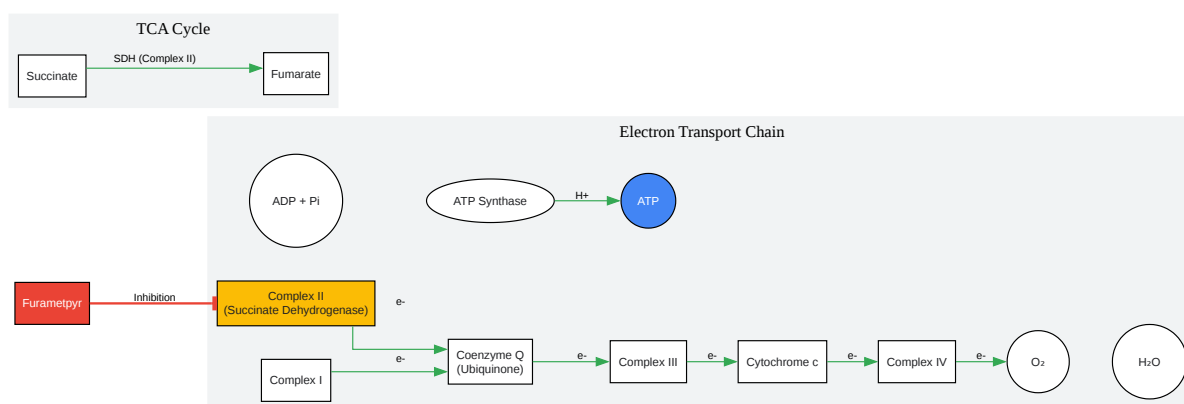 TCA Cycle
SDH (Complex II)
Succinate
Fumarate
Electron Transport Chain
ADP + Pi
ATP Synthase
H+
ATP
Furametpyr
Inhibition
Complex II
(Succinate Dehydrogenase)
e-
e-
Complex I
Coenzyme Q
(Ubiquinone)
e-
Complex III
e-
Cytochrome c
e-
Complex IV
e-
O₂
H₂O